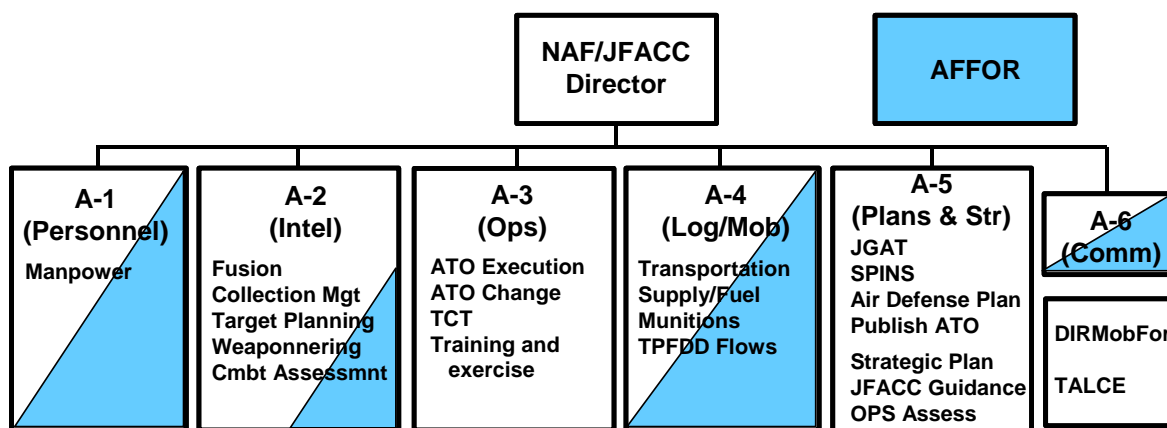 NAF/JFACC
Director
AFFOR
A-1
(Personnel)
Manpower
A-2
(Intel)
Fusion
Collection Mgt
Target Planning
Weaponnering
Cmbt Assessmnt
A-3
(Ops)
ATO Execution
ATO Change
TCT
Training and
exercise
A-4
(Log/Mob)
Transportation
Supply/Fuel
Munitions
TPFDD Flows
A-5
(Plans & Str)
JGAT
SPINS
Air Defense Plan
Publish ATO
Strategic Plan
JFACC Guidance
OPS Assess
A-6
(Comm)
DIRMobFor
TALCE